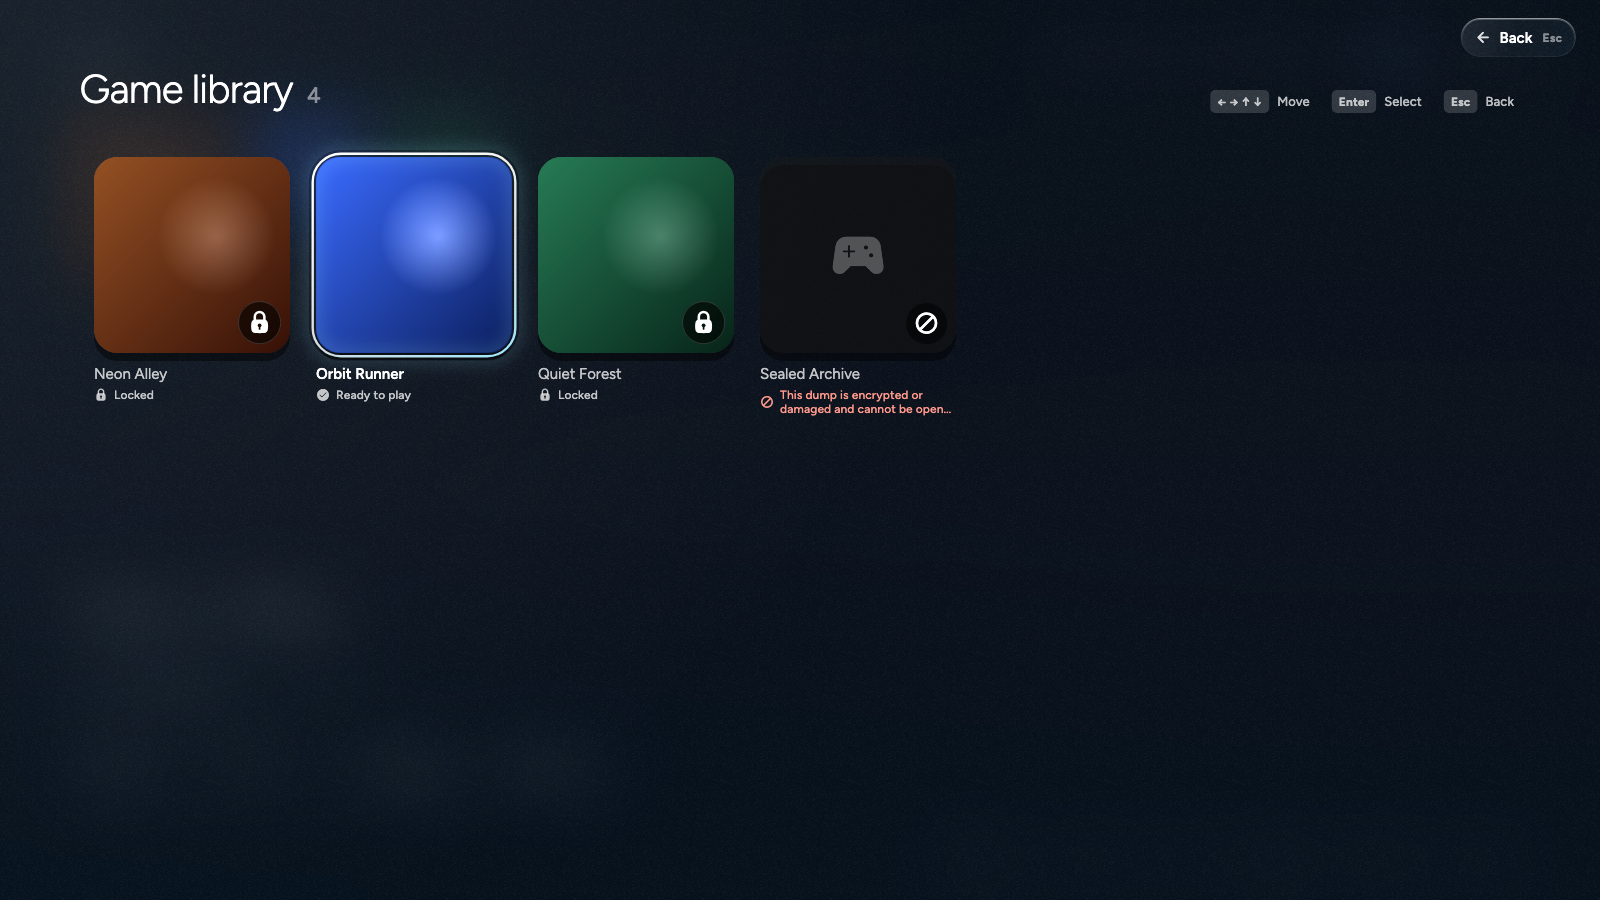 Back Esc
Game library 4
← → ↑ ↓ Move Enter Select Esc Back
Neon Alley
Locked
Orbit Runner
Ready to play
Quiet Forest
Locked
Sealed Archive
This dump is encrypted or
damaged and cannot be open...